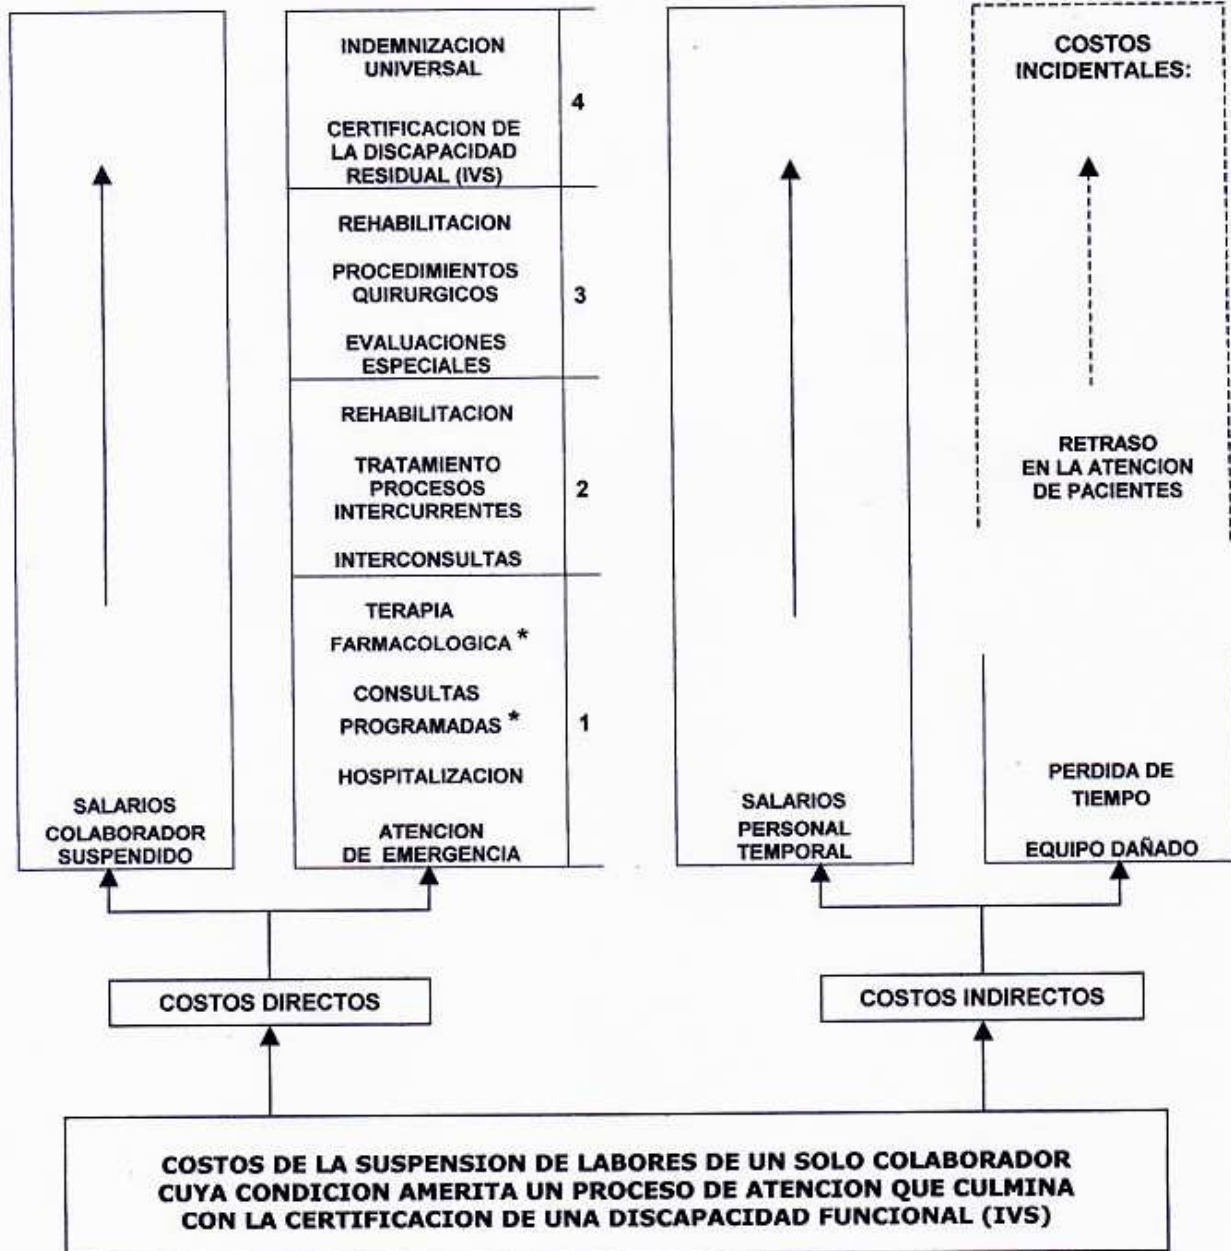 INDEMNIZACION
UNIVERSAL
4
CERTIFICACION DE
LA DISCAPACIDAD
RESIDUAL (IVS)
REHABILITACION
PROCEDIMIENTOS
QUIRURGICOS
3
EVALUACIONES
ESPECIALES
REHABILITACION
TRATAMIENTO
PROCESOS
INTERCURRENTES
2
INTERCONSULTAS
TERAPIA
FARMACOLOGICA *
CONSULTAS
PROGRAMADAS *
1
HOSPITALIZACION
ATENCION
DE EMERGENCIA
SALARIOS
COLABORADOR
SUSPENDIDO
SALARIOS
PERSONAL
TEMPORAL
COSTOS
INCIDENTALES:
RETRASO
EN LA ATENCION
DE PACIENTES
PERDIDA DE
TIEMPO
EQUIPO DAÑADO
COSTOS DIRECTOS
COSTOS INDIRECTOS
COSTOS DE LA SUSPENSION DE LABORES DE UN SOLO COLABORADOR
CUYA CONDICION AMERITA UN PROCESO DE ATENCION QUE CULMINA
CON LA CERTIFICACION DE UNA DISCAPACIDAD FUNCIONAL (IVS)